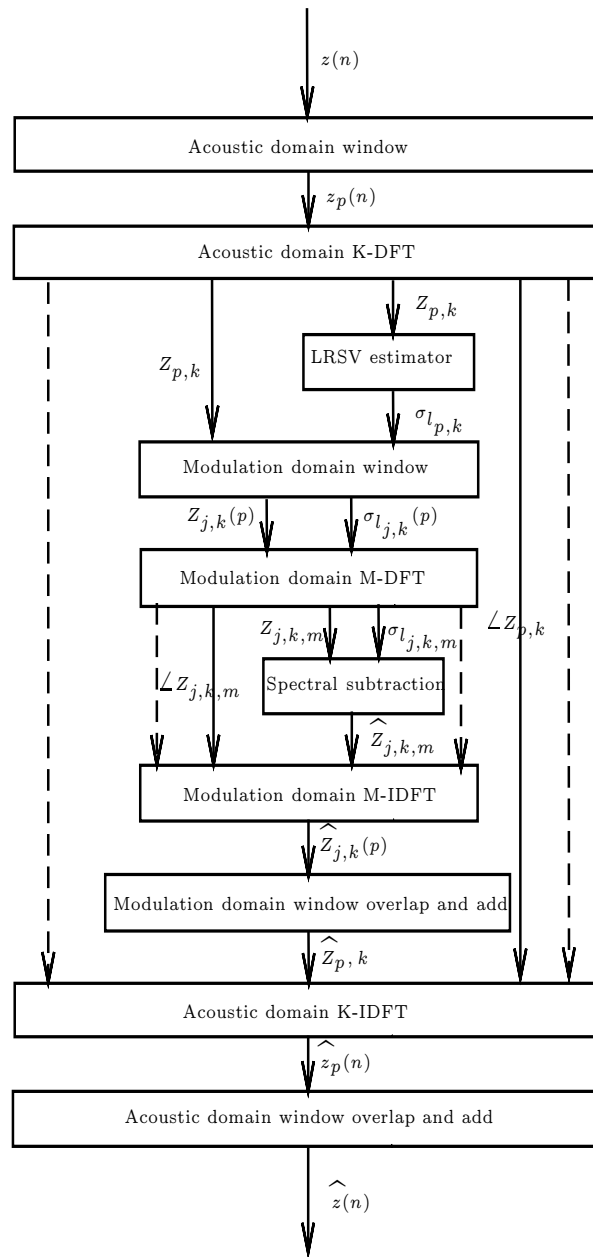 z(n)
Acoustic domain window
z_p(n)
Acoustic domain K-DFT
Z_{p,k}
LRSV estimator
Z_{p,k}
σ_{l_{p,k}}
Modulation domain window
Z_{j,k}(p) σ_{l_{j,k}}(p)
Modulation domain M-DFT
∠Z_{p,k}
Z_{j,k,m} σ_{l_{j,k,m}}
∠Z_{j,k,m}
Spectral subtraction
\widehat{Z}_{j,k,m}
Modulation domain M-IDFT
\widehat{Z}_{j,k}(p)
Modulation domain window overlap and add
\widehat{Z}_p, k
Acoustic domain K-IDFT
\widehat{z}_p(n)
Acoustic domain window overlap and add
\widehat{z}(n)